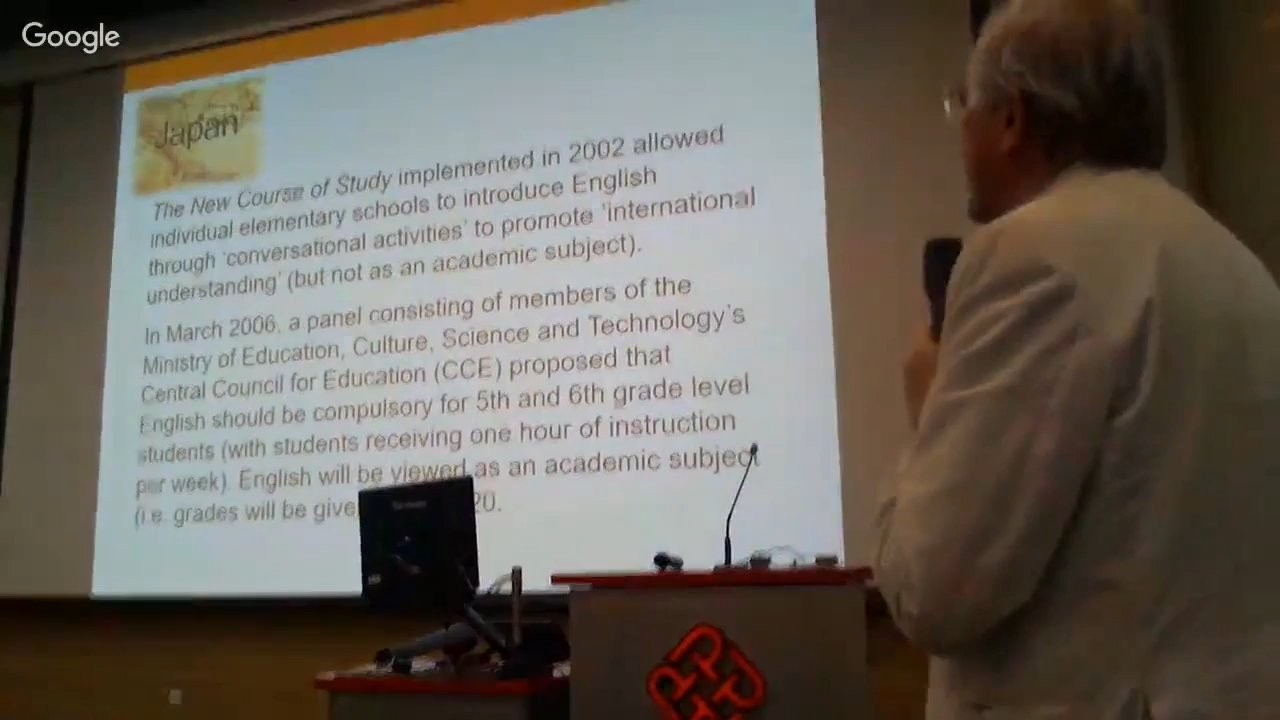 Google
Japan
The New Course of Study implemented in 2002 allowed
individual elementary schools to introduce English
through 'conversational activities' to promote 'international
understanding' (but not as an academic subject).
In March 2006, a panel consisting of members of the
Ministry of Education, Culture, Science and Technology's
Central Council for Education (CCE) proposed that
English should be compulsory for 5th and 6th grade level
students (with students receiving one hour of instruction
per week). English will be viewed as an academic subject
(i.e. grades will be give 20.